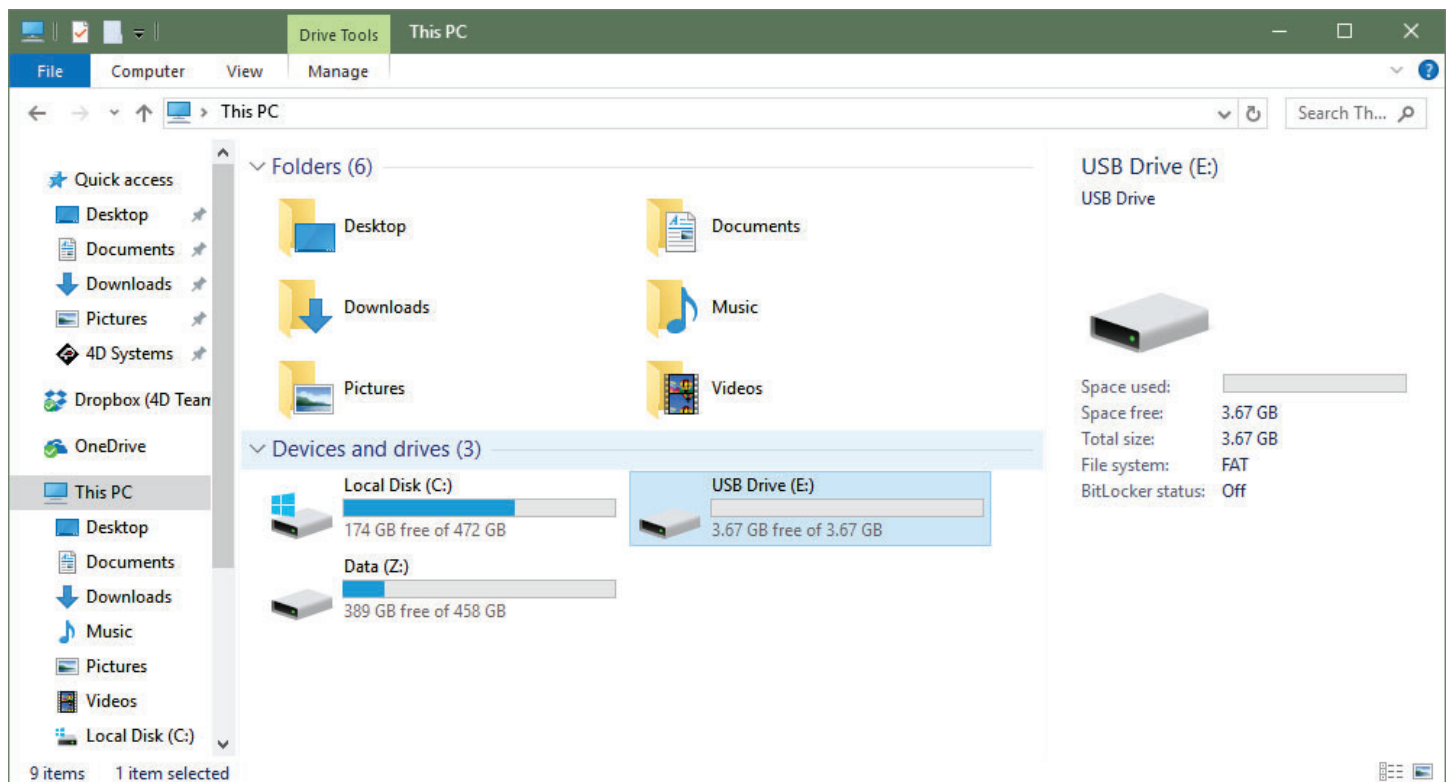 Drive Tools This PC
File Computer View Manage
This PC Search Th...
Quick access
Desktop
Documents
Downloads
Pictures
4D Systems
Dropbox (4D Team
OneDrive
This PC
Desktop
Documents
Downloads
Music
Pictures
Videos
Local Disk (C:)
Folders (6)
Desktop Documents
Downloads Music
Pictures Videos
Devices and drives (3)
Local Disk (C:)
174 GB free of 472 GB
USB Drive (E:)
3.67 GB free of 3.67 GB
Data (Z:)
389 GB free of 458 GB
USB Drive (E:)
USB Drive
Space used:
Space free: 3.67 GB
Total size: 3.67 GB
File system: FAT
BitLocker status: Off
9 items 1 item selected